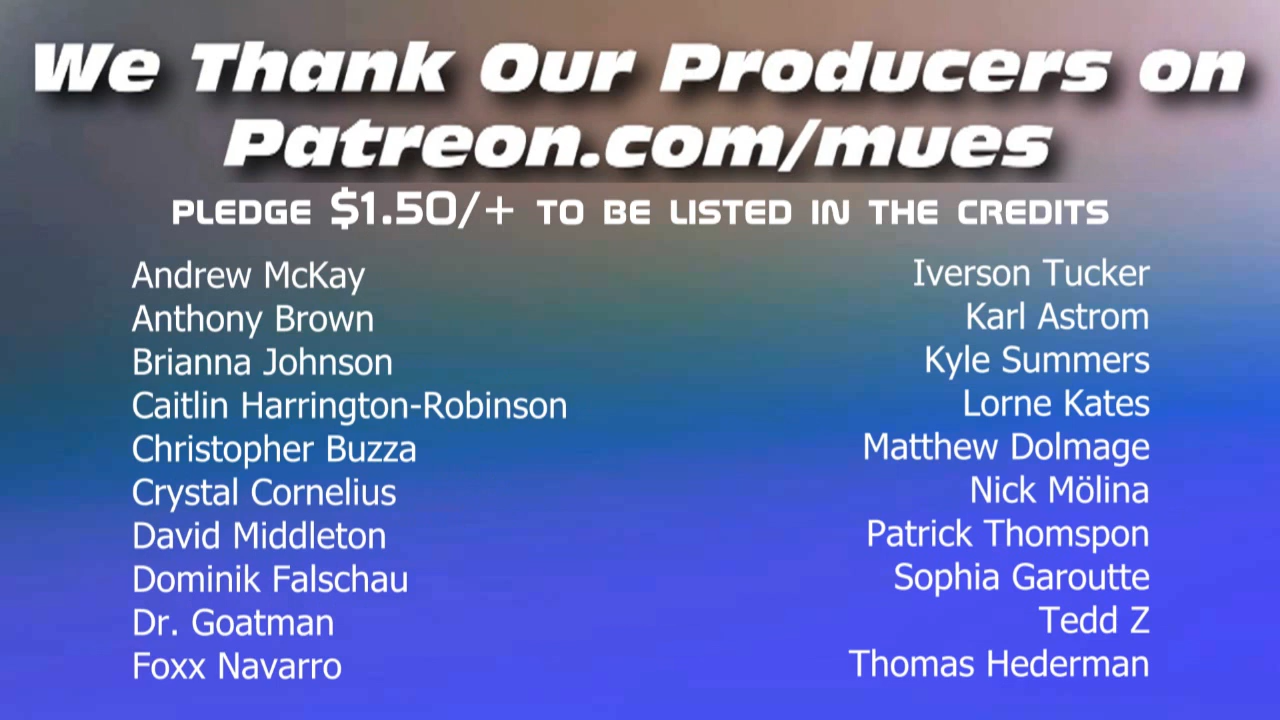 We Thank Our Producers on
Patreon.com/mues
PLEDGE $1.50/+ TO BE LISTED IN THE CREDITS
Andrew McKay
Anthony Brown
Brianna Johnson
Caitlin Harrington-Robinson
Christopher Buzza
Crystal Cornelius
David Middleton
Dominik Falschau
Dr. Goatman
Foxx Navarro
Iverson Tucker
Karl Astrom
Kyle Summers
Lorne Kates
Matthew Dolmage
Nick Mölina
Patrick Thomspon
Sophia Garoutte
Tedd Z
Thomas Hederman